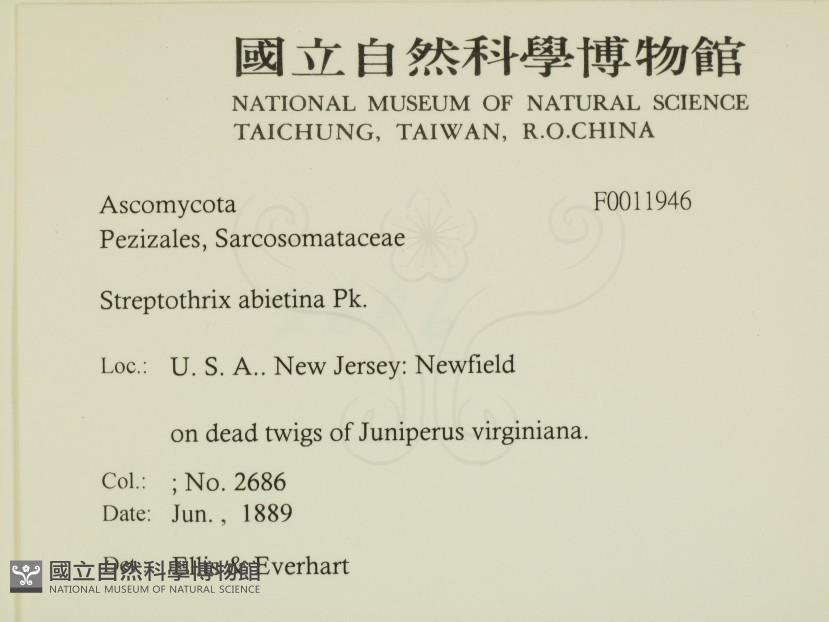 國立自然科學博物館
NATIONAL MUSEUM OF NATURAL SCIENCE
TAICHUNG, TAIWAN, R.O.CHINA
Ascomycota F0011946
Pezizales, Sarcosomataceae
Streptothrix abietina Pk.
Loc.: U. S. A.. New Jersey: Newfield
on dead twigs of Juniperus virginiana.
Col.: ; No. 2686
Date: Jun. , 1889
Det.: Ellis & Everhart
國立自然科學博物館
NATIONAL MUSEUM OF NATURAL SCIENCE